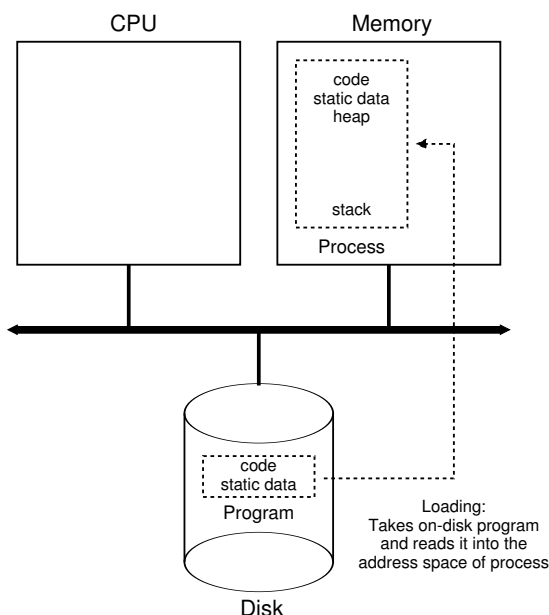 CPU
Memory
code
static data
heap
stack
Process
code
static data
Program
Loading:
Takes on-disk program
and reads it into the
address space of process
Disk